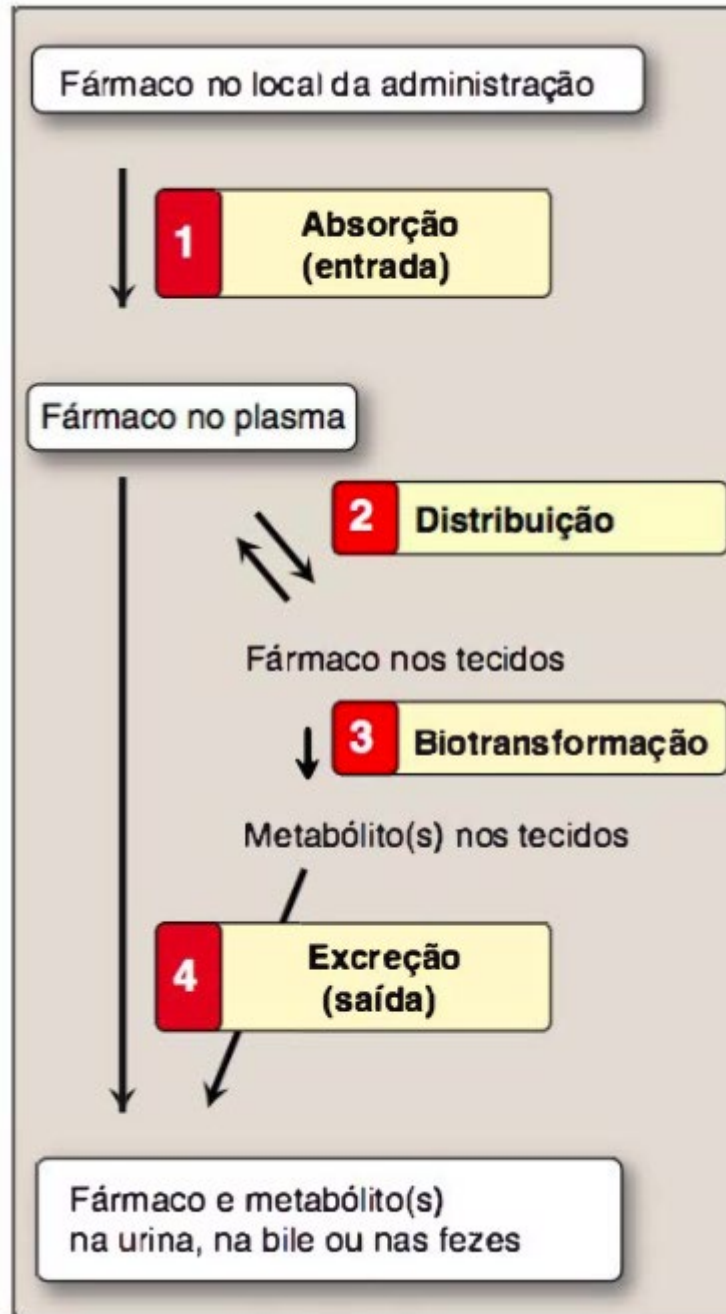 Fármaco no local da administração
1
Absorção
(entrada)
Fármaco no plasma
2
Distribuição
Fármaco nos tecidos
3
Biotransformação
Metabólito(s) nos tecidos
4
Excreção
(saída)
Fármaco e metabólito(s)
na urina, na bile ou nas fezes